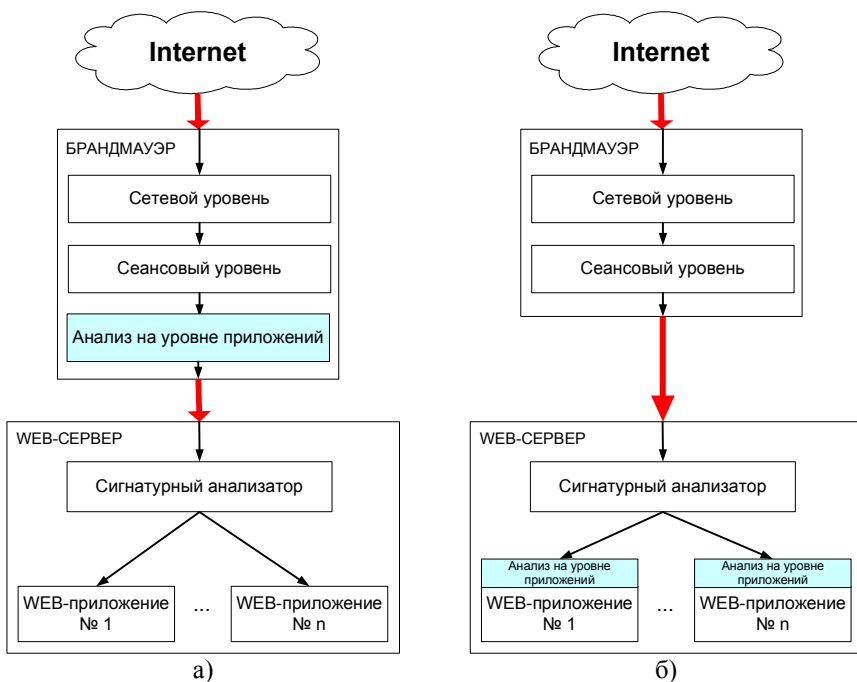 Internet
БРАНДМАУЭР
Сетевой уровень
Сеансовый уровень
Анализ на уровне приложений
WEB-СЕРВЕР
Сигнатурный анализатор
WEB-приложение
№ 1
...
WEB-приложение
№ n
а)
Internet
БРАНДМАУЭР
Сетевой уровень
Сеансовый уровень
WEB-СЕРВЕР
Сигнатурный анализатор
Анализ на уровне
приложений
WEB-приложение
№ 1
...
Анализ на уровне
приложений
WEB-приложение
№ n
б)